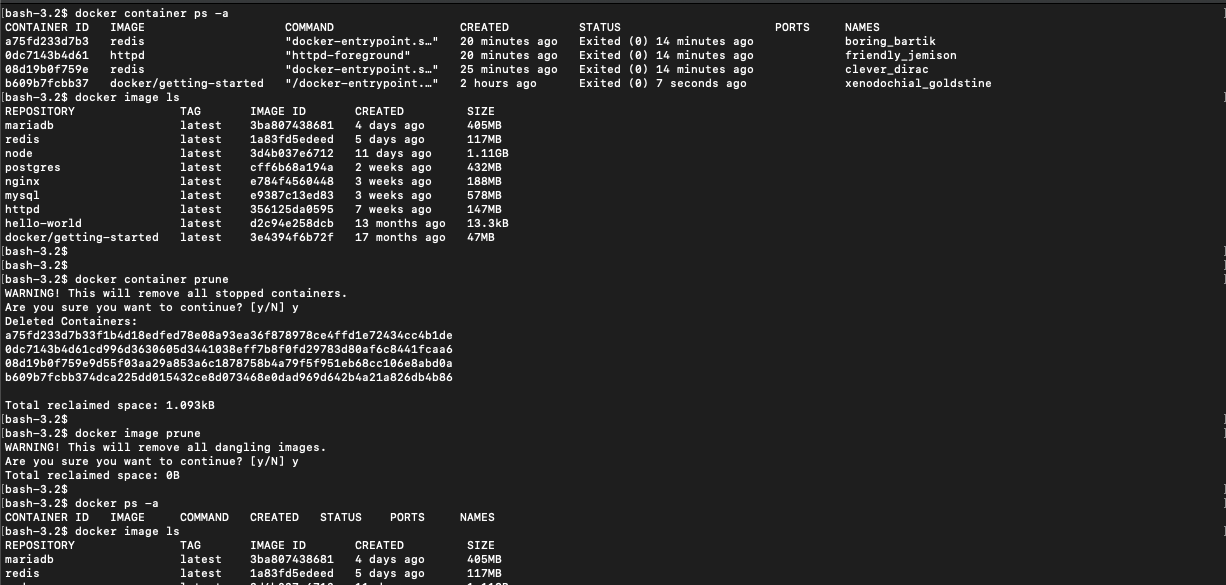 [bash-3.2$ docker container ps -a
CONTAINER ID   IMAGE                    COMMAND                  CREATED          STATUS                      PORTS     NAMES
a75fd233d7b3   redis                    "docker-entrypoint.s…"   20 minutes ago   Exited (0) 14 minutes ago             boring_bartik
0dc7143b4d61   httpd                    "httpd-foreground"       20 minutes ago   Exited (0) 14 minutes ago             friendly_jemison
08d19b0f759e   redis                    "docker-entrypoint.s…"   25 minutes ago   Exited (0) 14 minutes ago             clever_dirac
b609b7fcbb37   docker/getting-started   "/docker-entrypoint.…"   2 hours ago      Exited (0) 7 seconds ago              xenodochial_goldstine
[bash-3.2$ docker image ls
REPOSITORY               TAG       IMAGE ID       CREATED         SIZE
mariadb                  latest    3ba807438681   4 days ago      405MB
redis                    latest    1a83fd5edeed   5 days ago      117MB
node                     latest    3d4b037e6712   11 days ago     1.11GB
postgres                 latest    cff6b68a194a   2 weeks ago     432MB
nginx                    latest    e784f4560448   3 weeks ago     188MB
mysql                    latest    e9387c13ed83   3 weeks ago     578MB
httpd                    latest    356125da0595   7 weeks ago     147MB
hello-world              latest    d2c94e258dcb   13 months ago   13.3kB
docker/getting-started   latest    3e4394f6b72f   17 months ago   47MB
[bash-3.2$
[bash-3.2$
[bash-3.2$ docker container prune
WARNING! This will remove all stopped containers.
Are you sure you want to continue? [y/N] y
Deleted Containers:
a75fd233d7b33f1b4d18edfed78e08a93ea36f878978ce4ffd1e72434cc4b1de
0dc7143b4d61cd996d3630605d3441038eff7b8f0fd29783d80af6c8441fcaa6
08d19b0f759e9d55f03aa29a853a6c1878758b4a79f5f951eb68cc106e8abd0a
b609b7fcbb374dca225dd015432ce8d073468e0dad969d642b4a21a826db4b86

Total reclaimed space: 1.093kB
[bash-3.2$
[bash-3.2$ docker image prune
WARNING! This will remove all dangling images.
Are you sure you want to continue? [y/N] y
Total reclaimed space: 0B
[bash-3.2$
[bash-3.2$ docker ps -a
CONTAINER ID   IMAGE     COMMAND   CREATED   STATUS    PORTS     NAMES
[bash-3.2$ docker image ls
REPOSITORY               TAG       IMAGE ID       CREATED         SIZE
mariadb                  latest    3ba807438681   4 days ago      405MB
redis                    latest    1a83fd5edeed   5 days ago      117MB